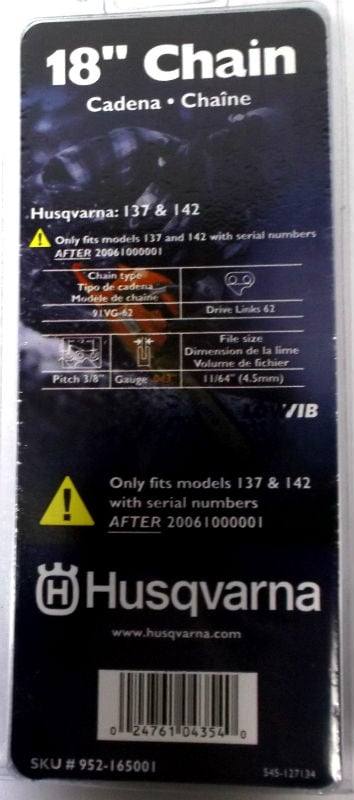 18" Chain
Cadena • Chaîne
Husqvarna: 137 & 142
Only fits models 137 and 142 with serial numbers
AFTER 20061000001
Chain type
Tipo de cadena
Modèle de chaîne
91VG-62
Drive Links 62
File size
Dimension de la lime
Volume de fichier
Pitch 3/8"
Gauge .043"
11/64" (4.5mm)
LOWVIB
Only fits models 137 & 142
with serial numbers
AFTER 20061000001
H Husqvarna
www.husqvarna.com
0 24761 04354 0
SKU # 952-165001
545-127134